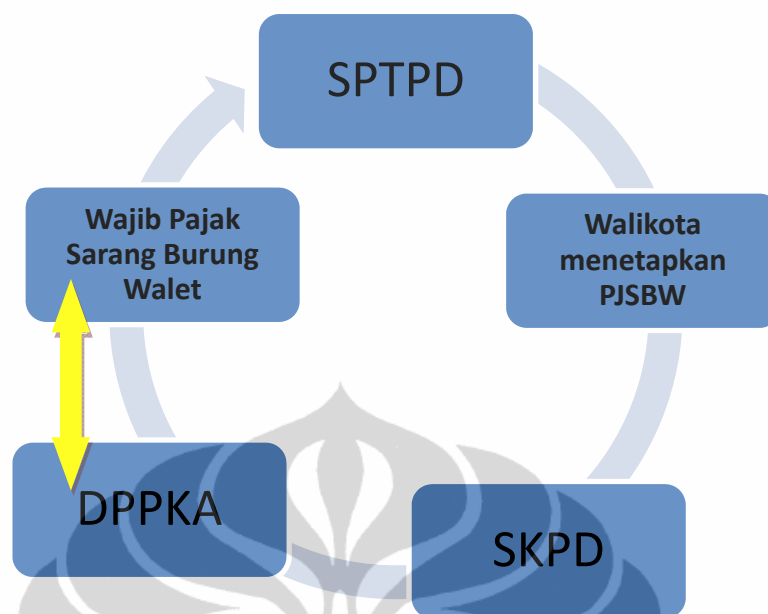 SPTPD
Wajib Pajak
Sarang Burung
Walet
Walikota
menetapkan
PJSBW
DPPKA
SKPD